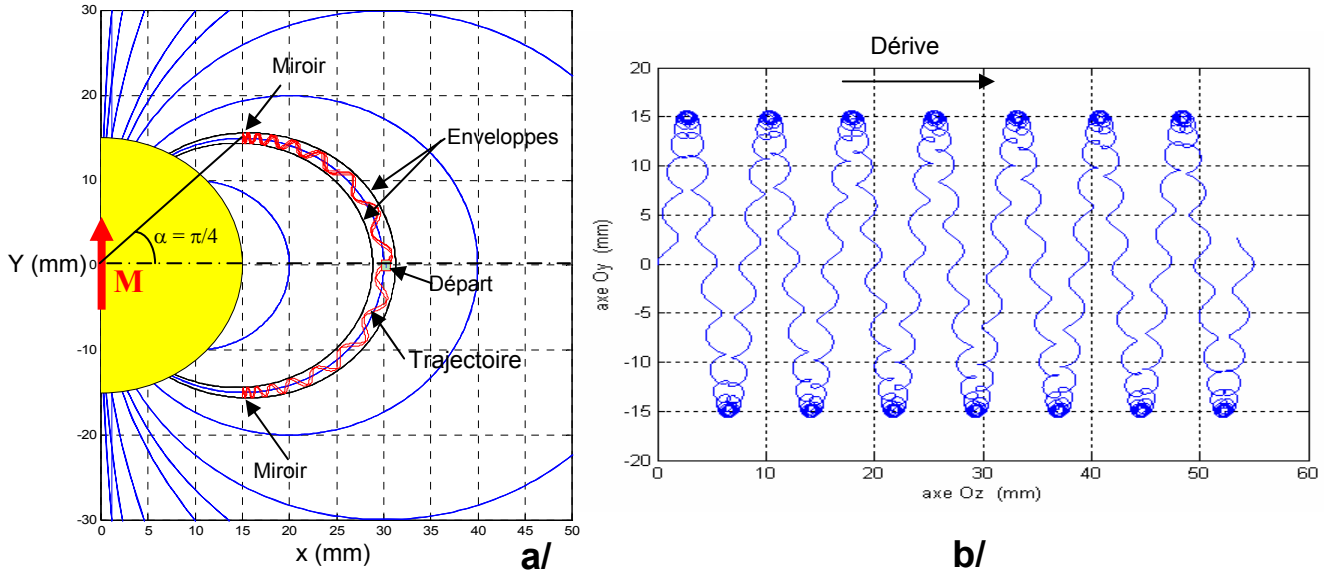 30
20
10
0
-10
-20
-30
Y (mm)
0
5
10
15
20
25
30
35
40
45
50
x (mm)
Miroir
Enveloppes
α = π/4
M
Départ
Trajectoire
Miroir
a/
Dérive
20
15
10
5
0
-5
-10
-15
-20
axe Oy (mm)
0
10
20
30
40
50
60
axe Oz (mm)
b/